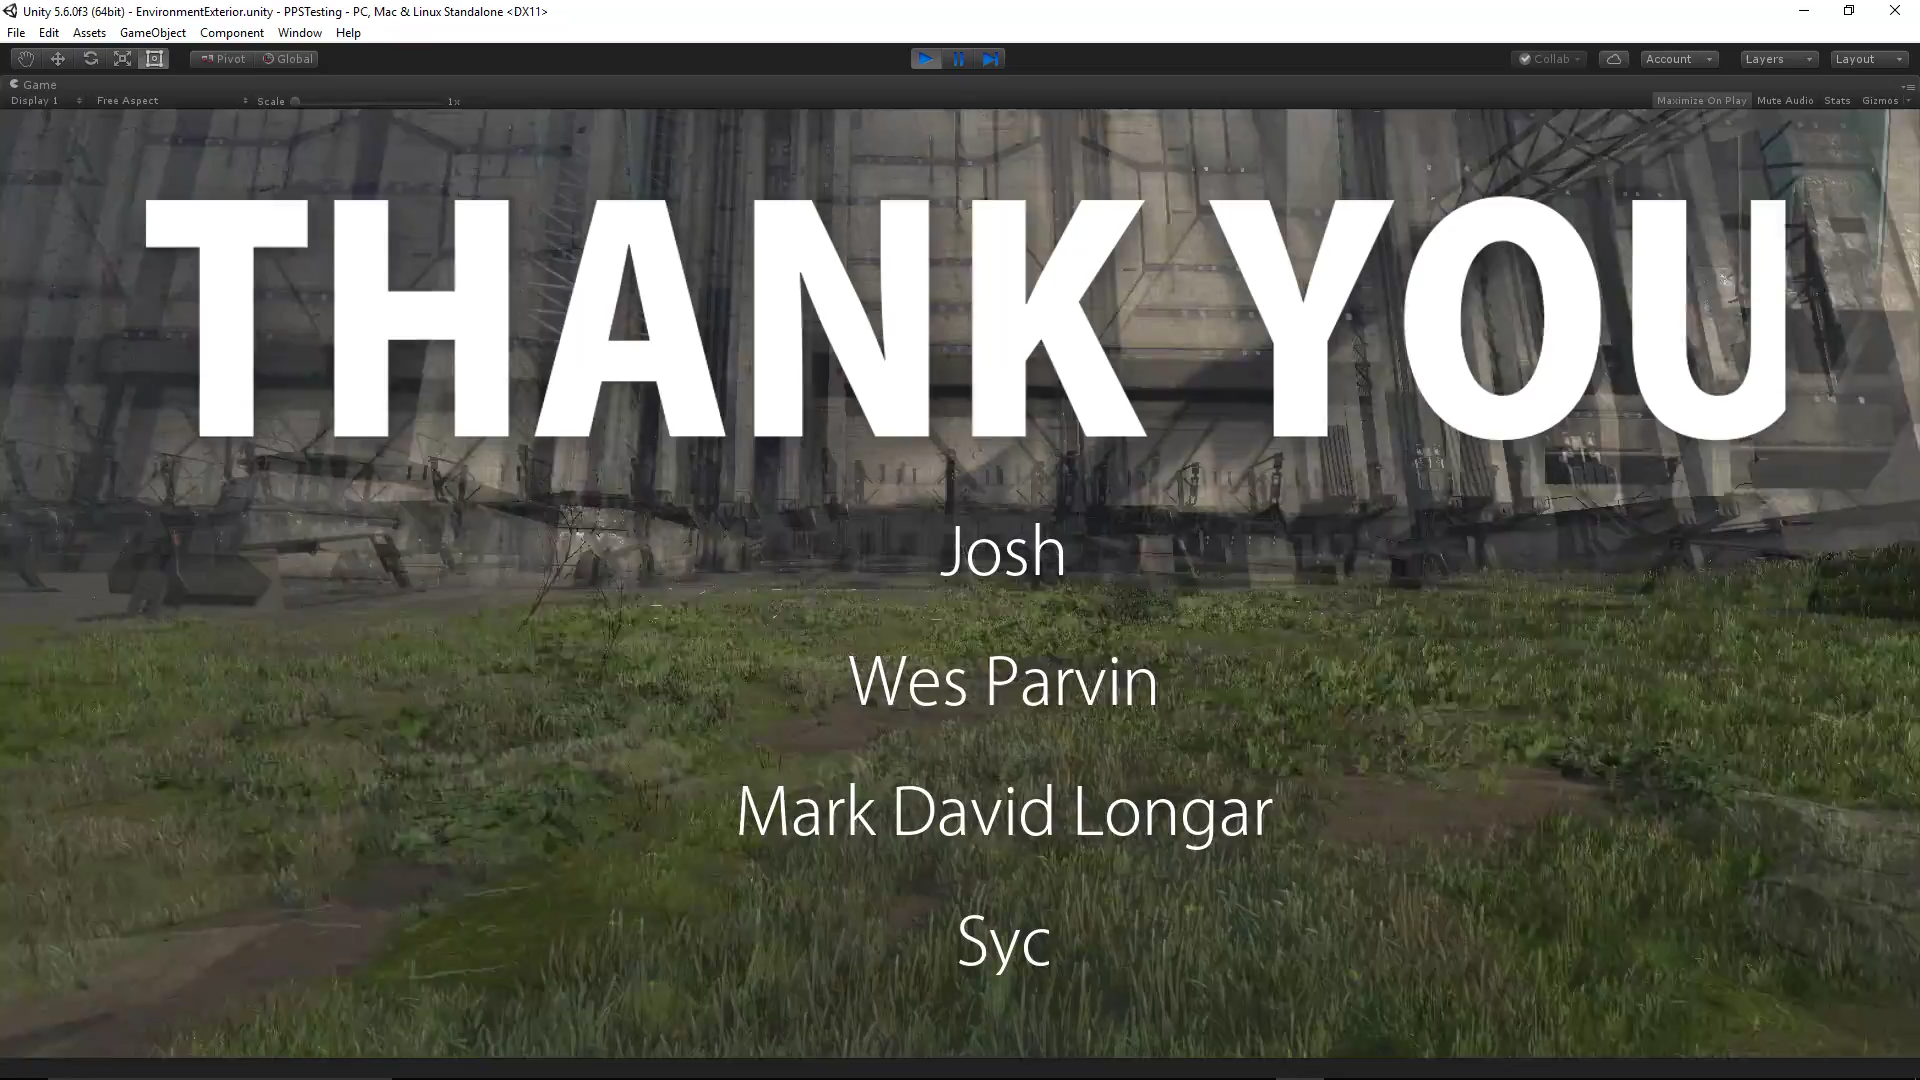 Unity 5.6.0f3 (64bit) - EnvironmentExterior.unity - PPSTesting - PC, Mac & Linux Standalone <DX11>
File Edit Assets GameObject Component Window Help
Pivot Global Collab Account Layers Layout
Game
Display 1 Free Aspect Scale 1x Maximize On Play Mute Audio Stats Gizmos
THANK YOU
Josh
Wes Parvin
Mark David Longar
Syc